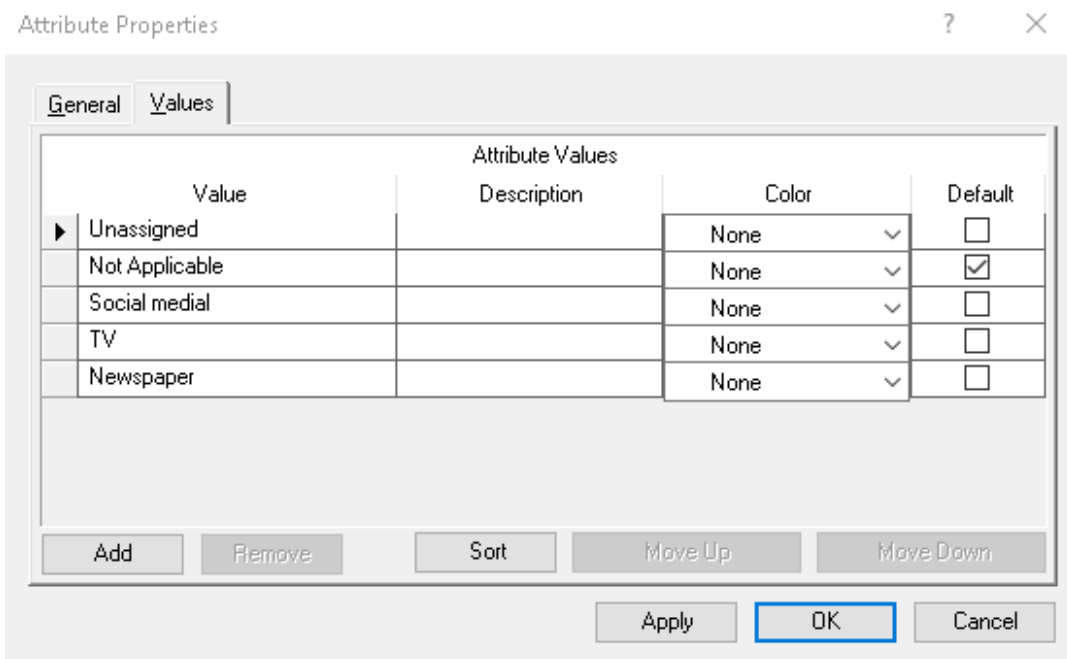 Attribute Properties ? ×
General Values
Attribute Values
Value Description Color Default
Unassigned None
Not Applicable None
Social medial None
TV None
Newspaper None
Add Remove Sort Move Up Move Down
Apply OK Cancel